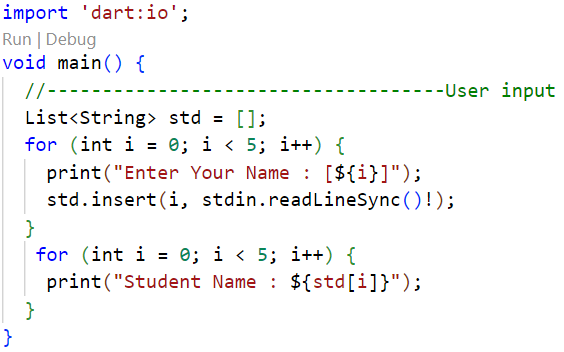 import 'dart:io';
Run | Debug
void main() {
  //------------------------------------User input
  List<String> std = [];
  for (int i = 0; i < 5; i++) {
    print("Enter Your Name : [${i}]");
    std.insert(i, stdin.readLineSync()!);
  }
   for (int i = 0; i < 5; i++) {
    print("Student Name : ${std[i]}");
  }
}